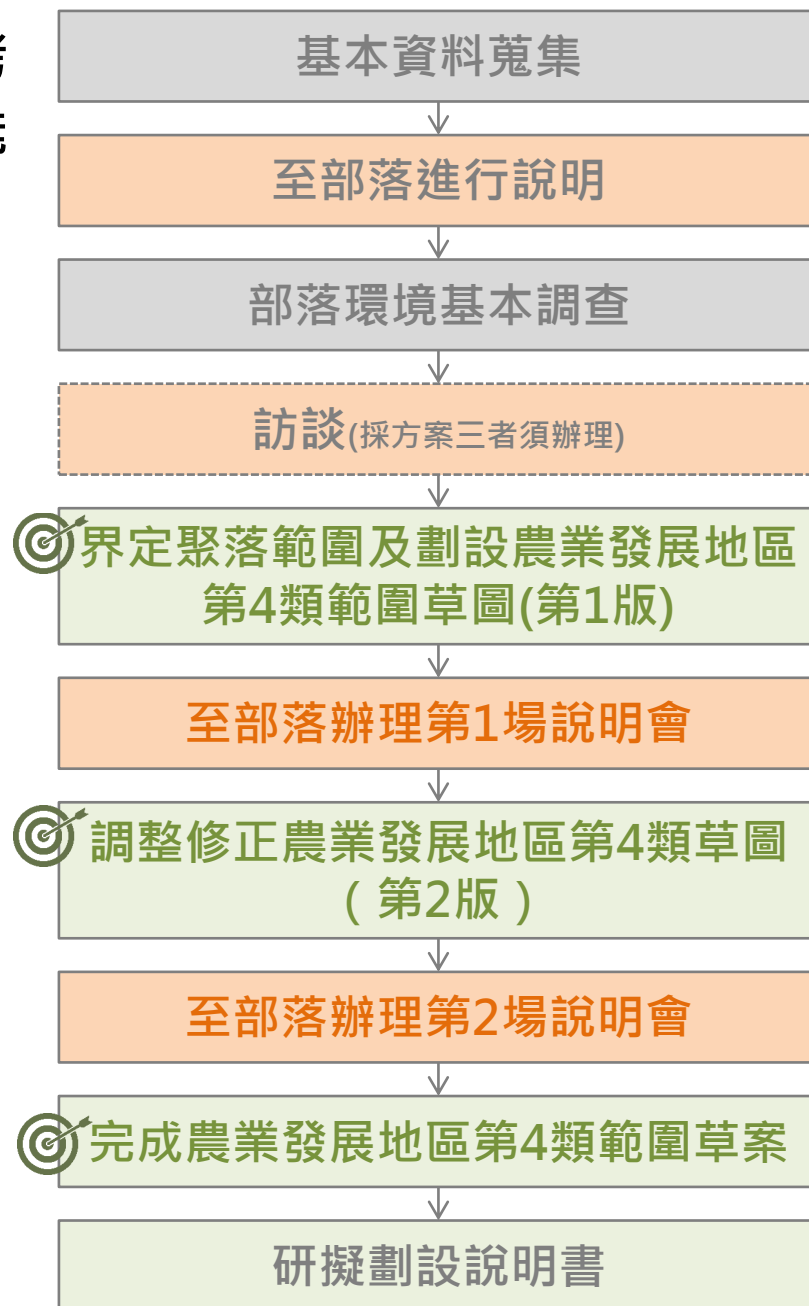 基本資料蒐集
至部落進行說明
部落環境基本調查
訪談(採方案三者須辦理)
界定聚落範圍及劃設農業發展地區
第4類範圍草圖(第1版)
至部落辦理第1場說明會
調整修正農業發展地區第4類草圖
（第2版）
至部落辦理第2場說明會
完成農業發展地區第4類範圍草案
研擬劃設說明書